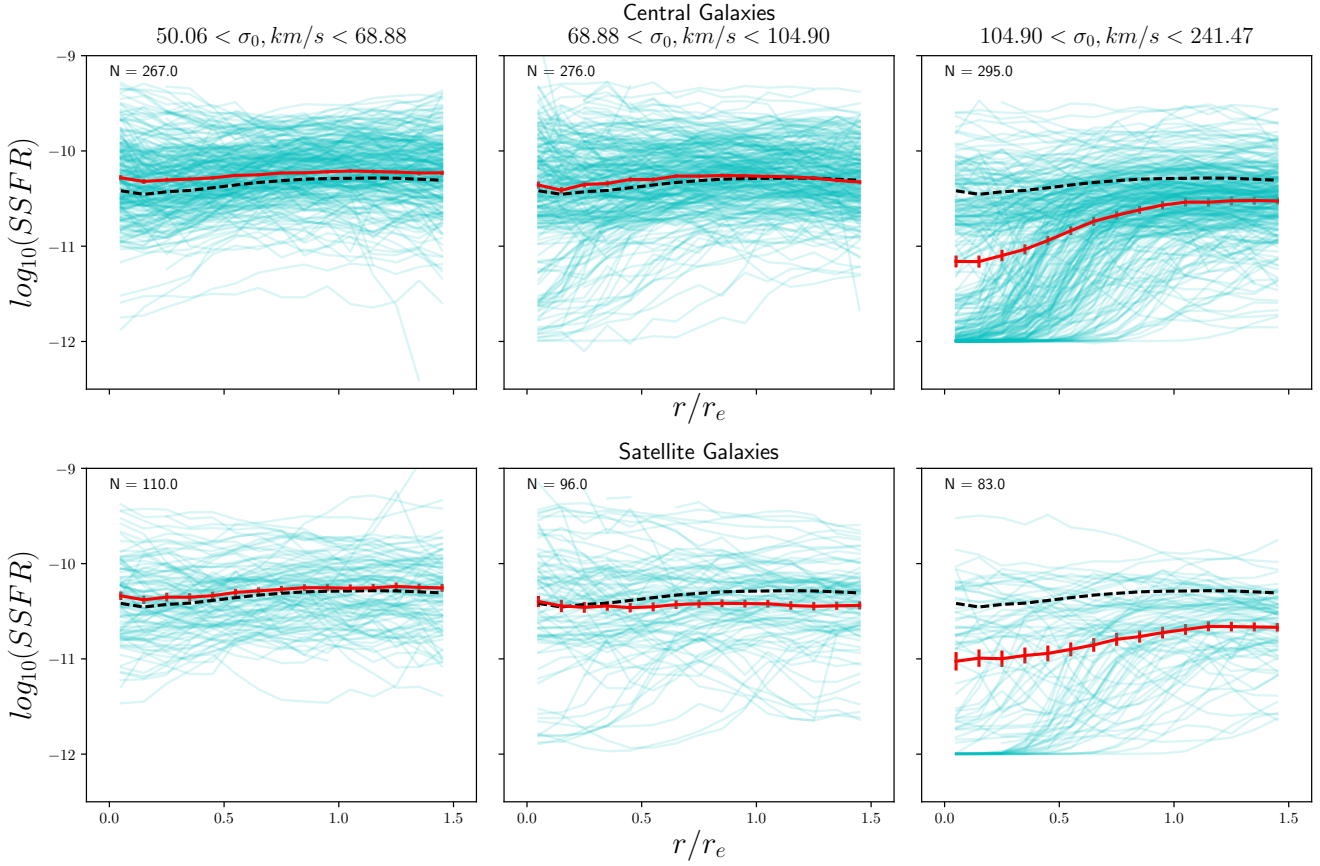 Central Galaxies
50.06 < σ₀, km/s < 68.88
68.88 < σ₀, km/s < 104.90
104.90 < σ₀, km/s < 241.47
N = 267.0
N = 276.0
N = 295.0
−9
−10
−11
−12
log₁₀(SSFR)
r/rₑ
Satellite Galaxies
N = 110.0
N = 96.0
N = 83.0
−9
−10
−11
−12
log₁₀(SSFR)
0.0 0.5 1.0 1.5
0.0 0.5 1.0 1.5
0.0 0.5 1.0 1.5
r/rₑ